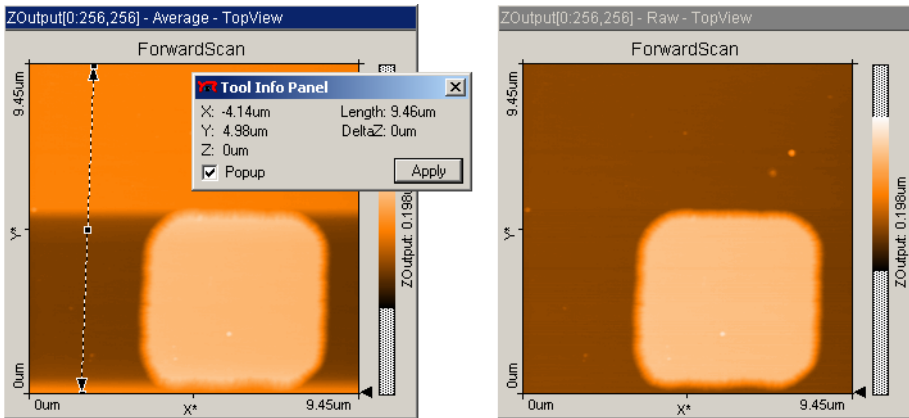 ZOutput[0:256,256] - Average - TopView
ForwardScan
9.45um
Y*
0um
0um
X*
9.45um
ZOutput: 0.198u
Tool Info Panel
X: -4.14um
Length: 9.46um
Y: 4.98um
DeltaZ: 0um
Z: 0um
Popup
Apply
ZOutput[0:256,256] - Raw - TopView
ForwardScan
9.45um
Y*
0um
0um
X*
9.45um
ZOutput: 0.198um